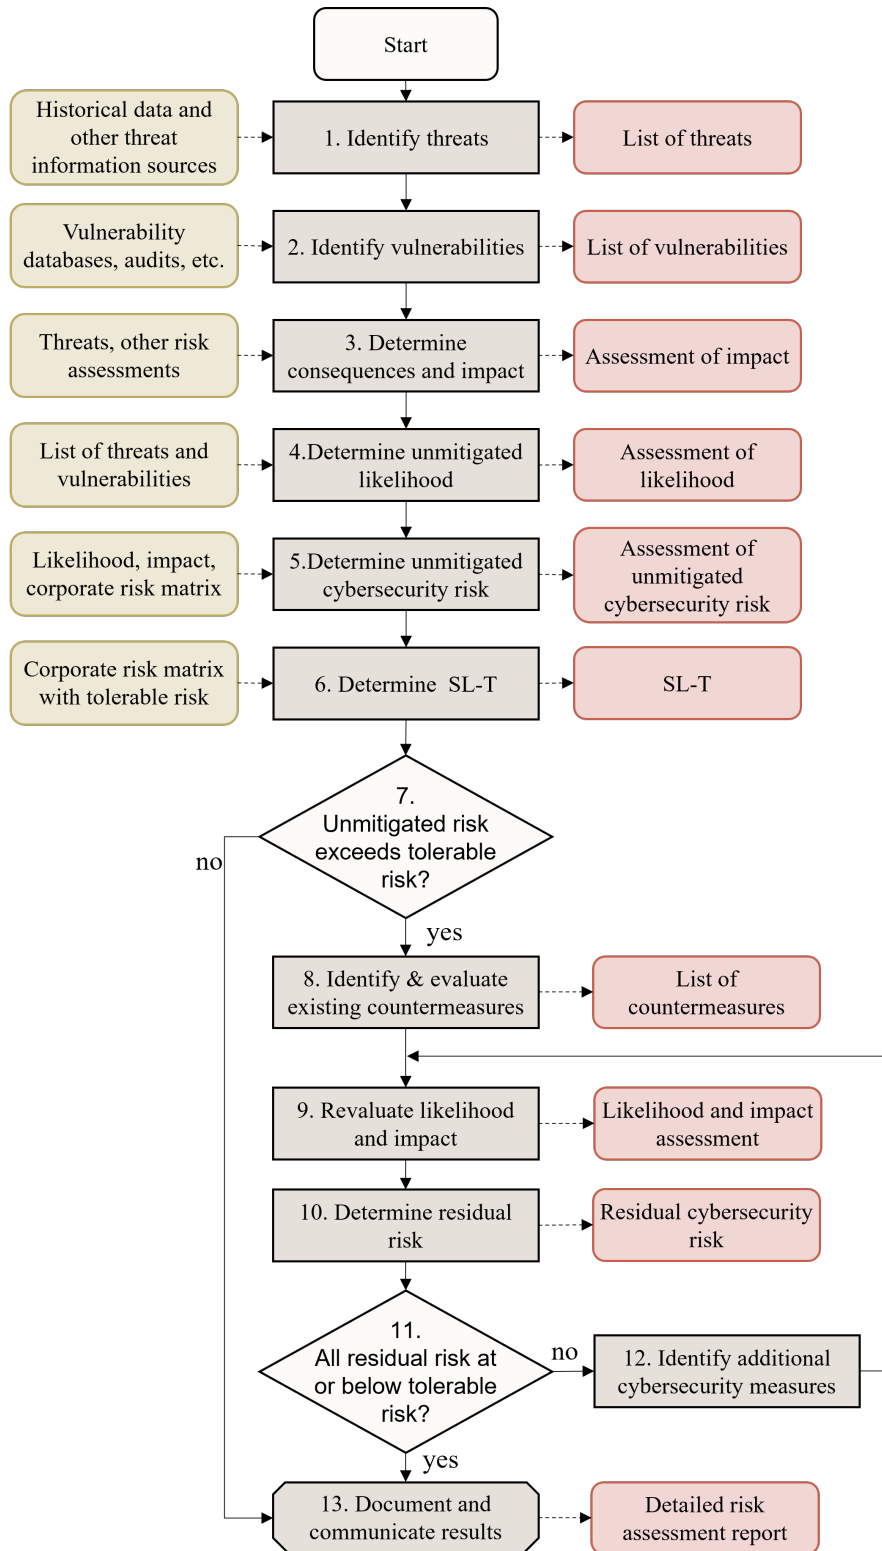 Start
Historical data and
other threat
information sources
1. Identify threats
List of threats
Vulnerability
databases, audits, etc.
2. Identify vulnerabilities
List of vulnerabilities
Threats, other risk
assessments
3. Determine
consequences and impact
Assessment of impact
List of threats and
vulnerabilities
4.Determine unmitigated
likelihood
Assessment of
likelihood
Likelihood, impact,
corporate risk matrix
5.Determine unmitigated
cybersecurity risk
Assessment of
unmitigated
cybersecurity risk
Corporate risk matrix
with tolerable risk
6. Determine SL-T
SL-T
7.
Unmitigated risk
exceeds tolerable
risk?
no
yes
8. Identify & evaluate
existing countermeasures
List of
countermeasures
9. Revaluate likelihood
and impact
Likelihood and impact
assessment
10. Determine residual
risk
Residual cybersecurity
risk
11.
All residual risk at
or below tolerable
risk?
no
12. Identify additional
cybersecurity measures
yes
13. Document and
communicate results
Detailed risk
assessment report